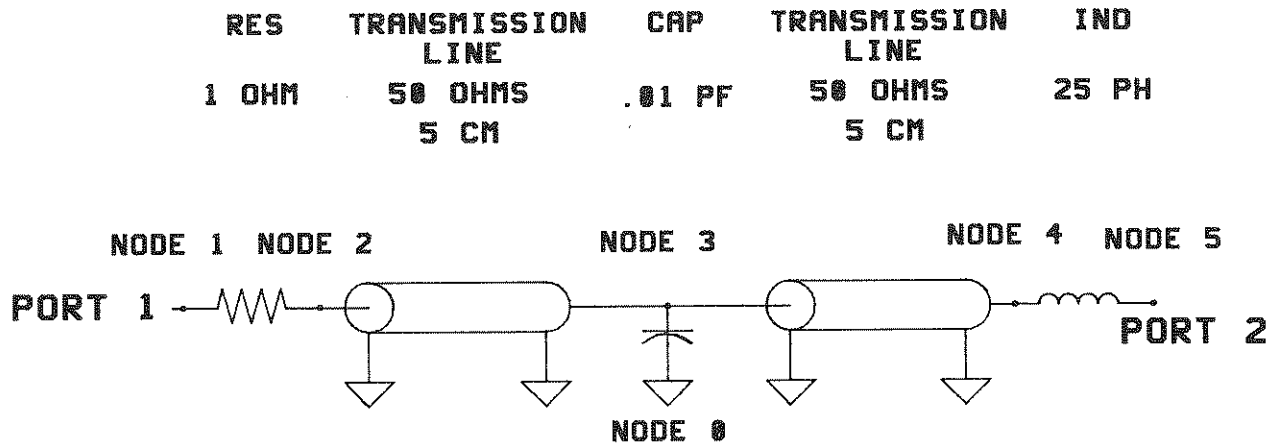 RES TRANSMISSION LINE CAP TRANSMISSION LINE IND
1 OHM 50 OHMS .01 PF 50 OHMS 25 PH
5 CM 5 CM
NODE 1 NODE 2 NODE 3 NODE 4 NODE 5
PORT 1
PORT 2
NODE 0